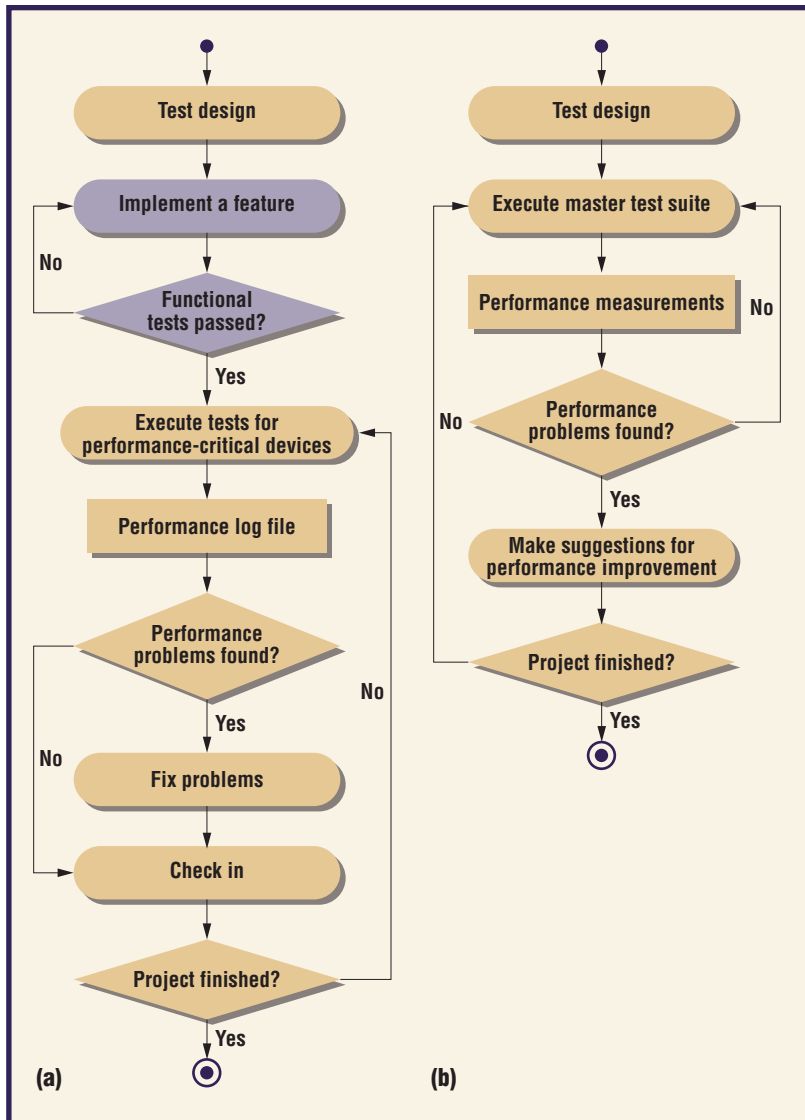 Test design
Implement a feature
No
Functional
tests passed?
Yes
Execute tests for
performance-critical devices
Performance log file
Performance
problems found?
No
Yes
No
Fix problems
Check in
Project finished?
Yes
(a)
Test design
Execute master test suite
Performance measurements
No
Performance
problems found?
No
Yes
Make suggestions for
performance improvement
Project finished?
Yes
(b)